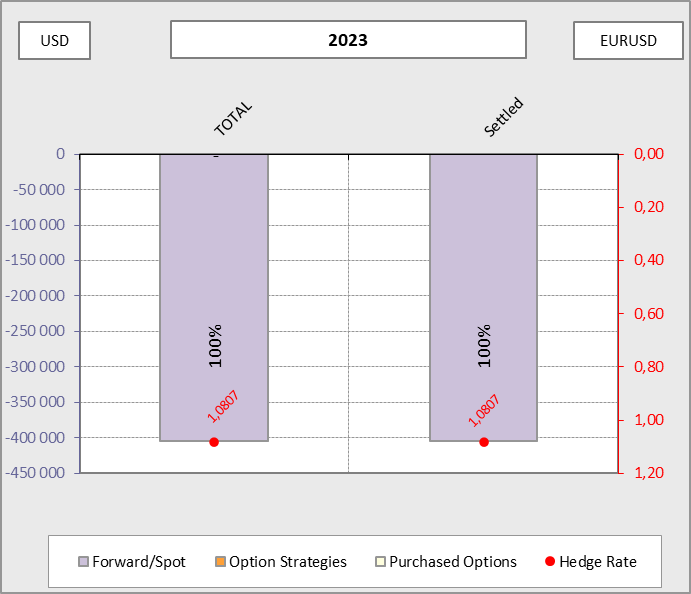 USD
2023
EURUSD
TOTAL
Settled
0
-50 000
-100 000
-150 000
-200 000
-250 000
-300 000
-350 000
-400 000
-450 000
-
100%
1,0807
100%
1,0807
0,00
0,20
0,40
0,60
0,80
1,00
1,20
Forward/Spot
Option Strategies
Purchased Options
Hedge Rate